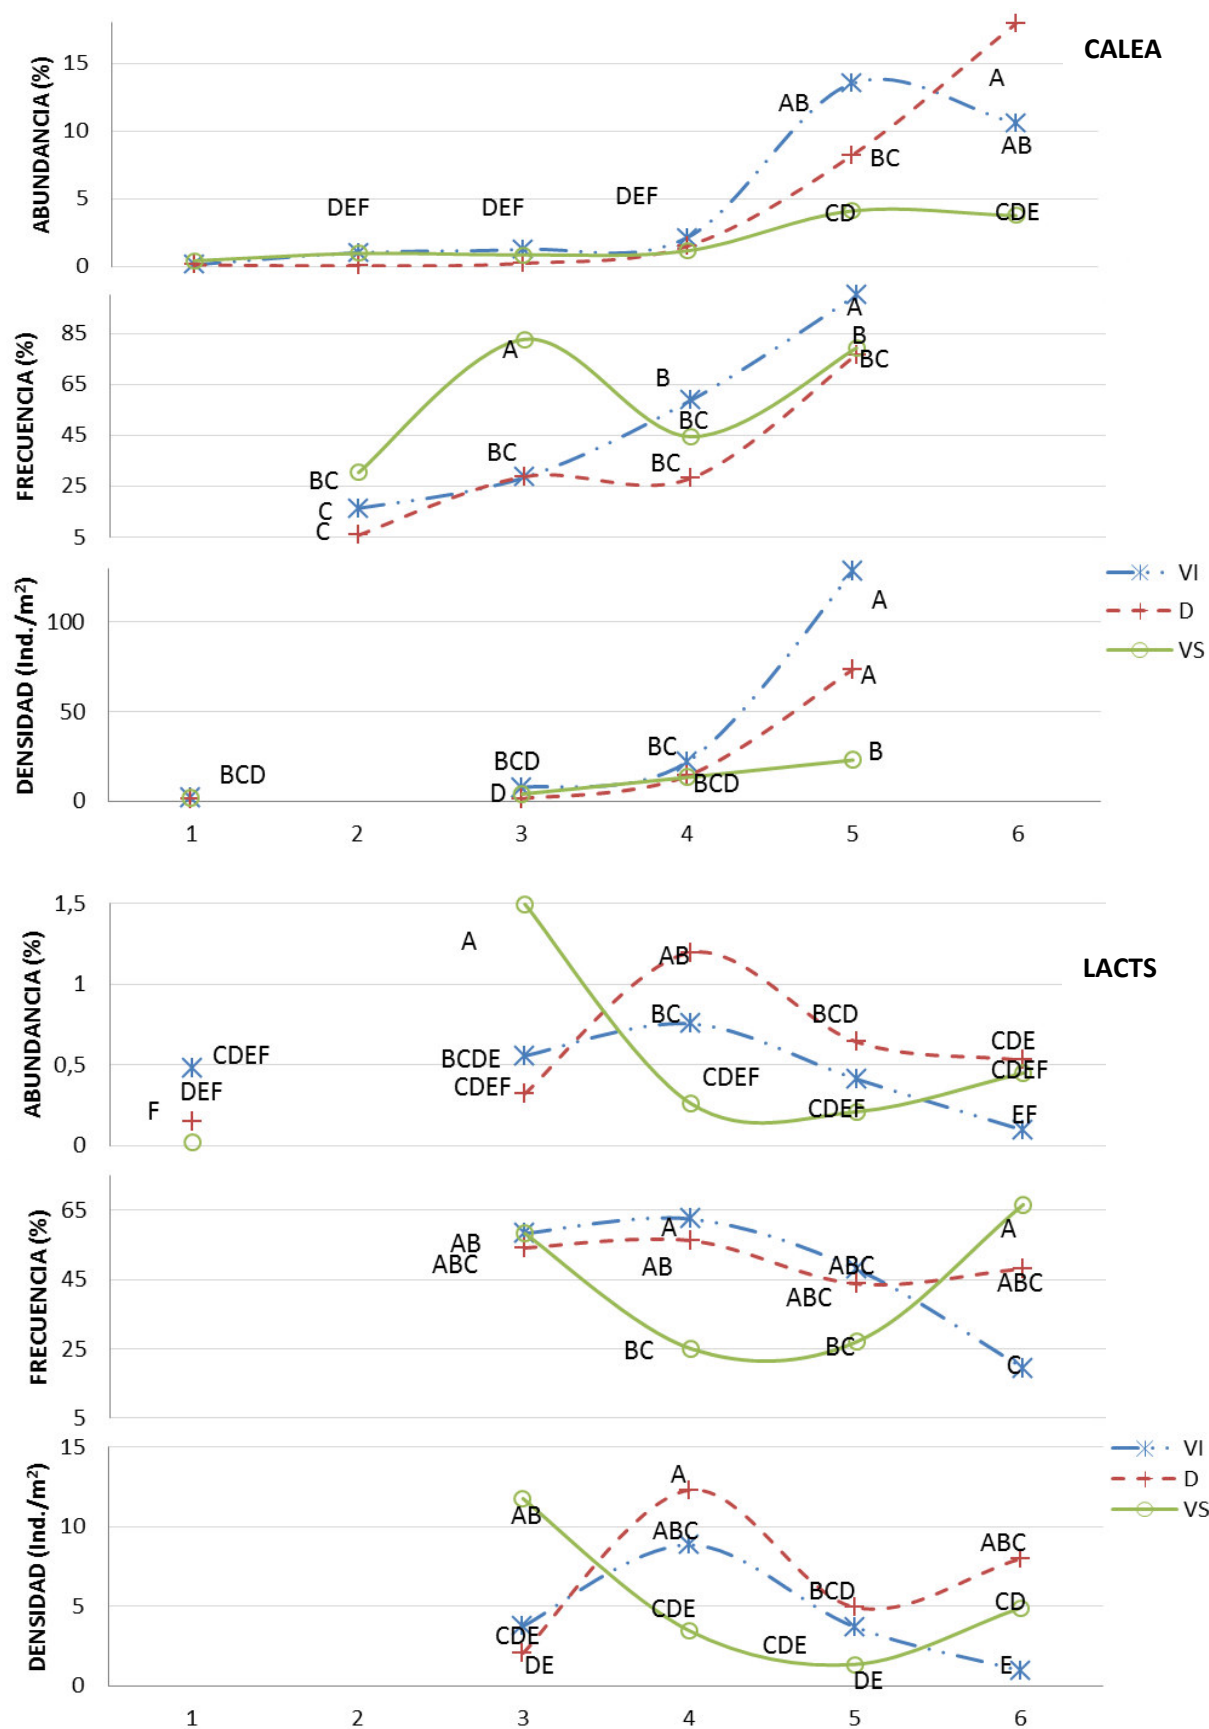 CALEA
ABUNDANCIA (%)
15
10
5
0
DEF
DEF
DEF
AB
BC
CD
A
AB
CDE
FRECUENCIA (%)
85
65
45
25
5
BC
C
C
A
BC
B
BC
BC
A
B
BC
DENSIDAD (Ind./m²)
100
50
0
BCD
BCD
D
BC
BCD
A
A
B
1 2 3 4 5 6
VI
D
VS
LACTS
ABUNDANCIA (%)
1,5
1
0,5
0
CDEF
DEF
F
A
BCDE
CDEF
AB
BC
CDEF
BCD
CDEF
CDE
CDEF
EF
FRECUENCIA (%)
65
45
25
5
AB
ABC
A
AB
BC
ABC
ABC
BC
A
ABC
C
DENSIDAD (Ind./m²)
15
10
5
0
AB
CDE
DE
A
ABC
CDE
BCD
CDE
DE
ABC
CD
E
1 2 3 4 5 6
VI
D
VS